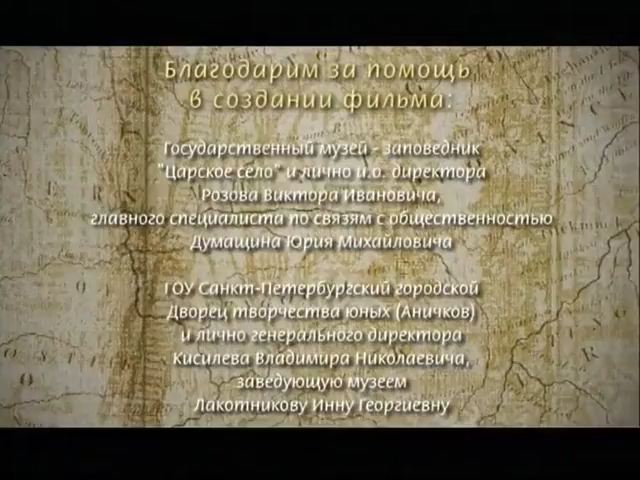 Благодарим за помощь
в создании фильма:
Государственный музей - заповедник
"Царское село" и лично и.о. директора
Розова Виктора Ивановича,
главного специалиста по связям с общественностью
Думащина Юрия Михайловича
ГОУ Санкт-Петербургский городской
Дворец творчества юных (Аничков)
и лично генерального директора
Кисилева Владимира Николаевича,
заведующую музеем
Лакотникову Инну Георгиевну